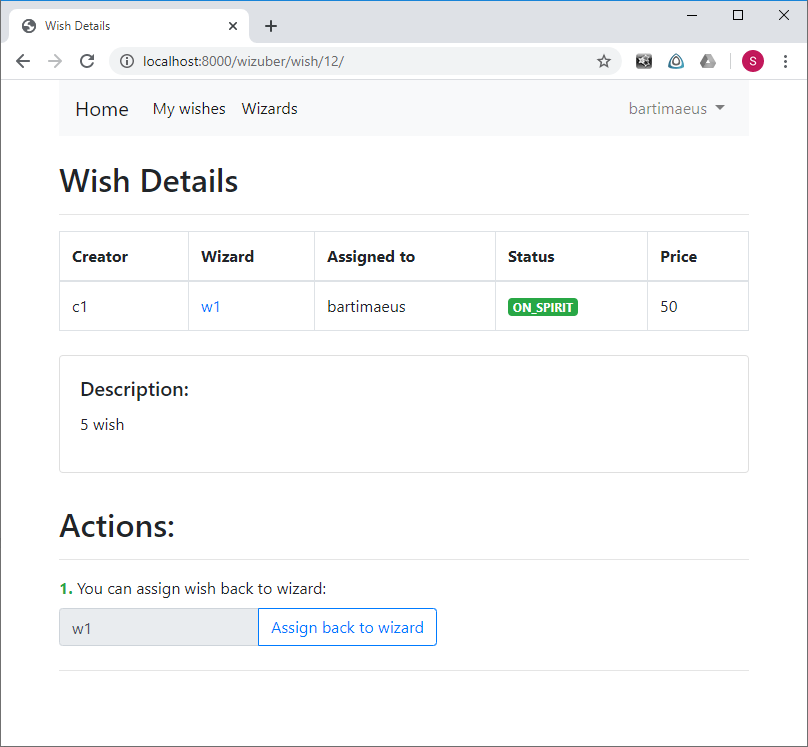 Wish Details
localhost:8000/wizuber/wish/12/
S
Home My wishes Wizards bartimaeus
Wish Details
Creator Wizard Assigned to Status Price
c1 w1 bartimaeus ON_SPIRIT 50
Description:
5 wish
Actions:
1. You can assign wish back to wizard:
w1 Assign back to wizard